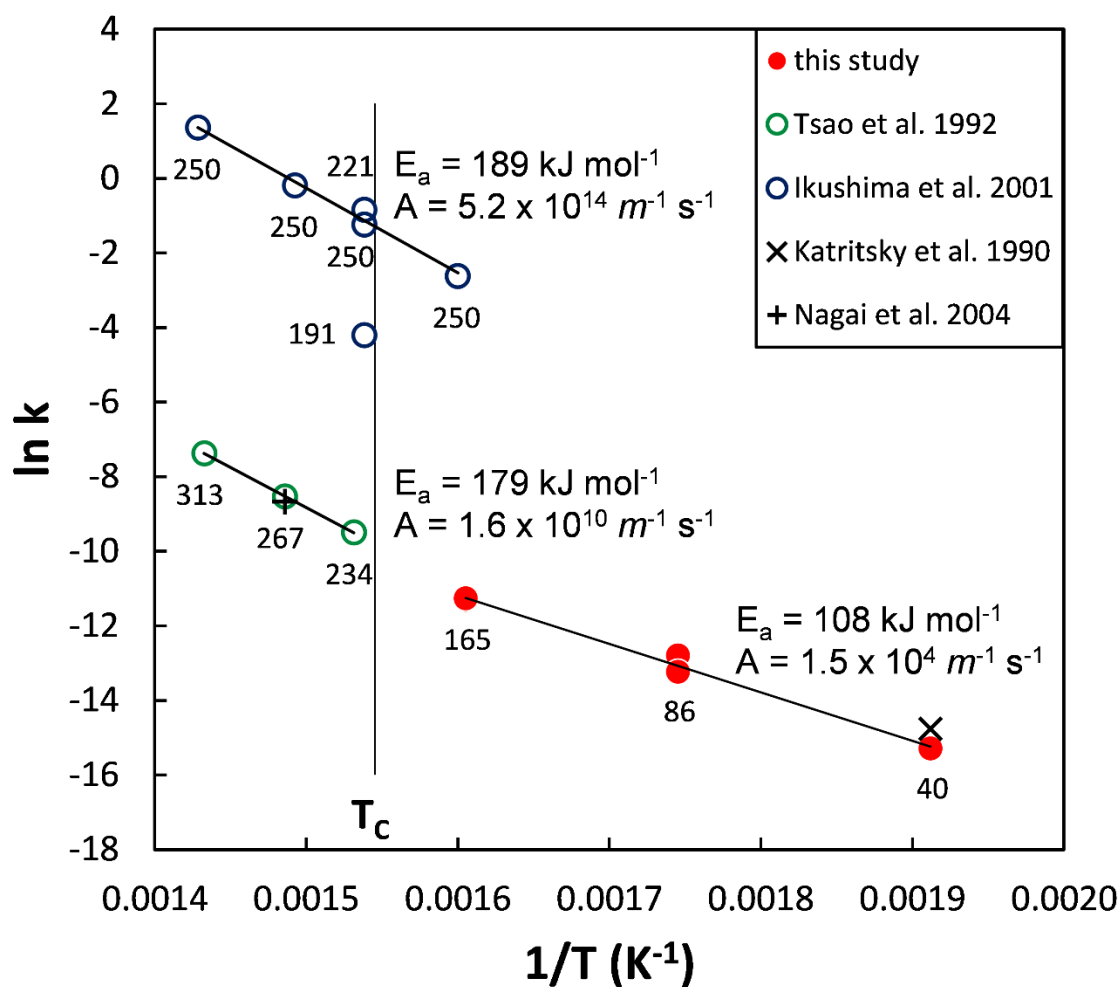 4
2
0
-2
-4
-6
-8
-10
-12
-14
-16
-18
ln k
this study
Tsao et al. 1992
Ikushima et al. 2001
Katritsky et al. 1990
Nagai et al. 2004
250
250
221
250
250
191
Eₐ = 189 kJ mol⁻¹
A = 5.2 x 10¹⁴ m⁻¹ s⁻¹
313
267
234
Eₐ = 179 kJ mol⁻¹
A = 1.6 x 10¹⁰ m⁻¹ s⁻¹
165
86
40
Eₐ = 108 kJ mol⁻¹
A = 1.5 x 10⁴ m⁻¹ s⁻¹
T_C
0.0014 0.0015 0.0016 0.0017 0.0018 0.0019 0.0020
1/T (K⁻¹)